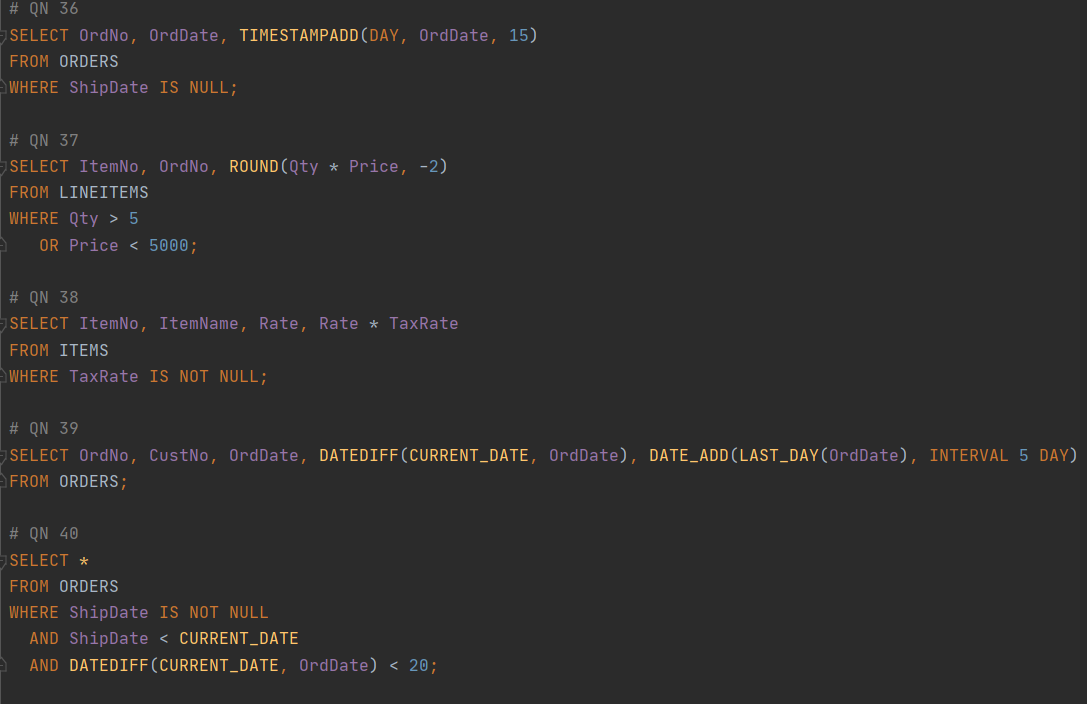 # QN 36
SELECT OrdNo, OrdDate, TIMESTAMPADD(DAY, OrdDate, 15)
FROM ORDERS
WHERE ShipDate IS NULL;
# QN 37
SELECT ItemNo, OrdNo, ROUND(Qty * Price, -2)
FROM LINEITEMS
WHERE Qty > 5
   OR Price < 5000;
# QN 38
SELECT ItemNo, ItemName, Rate, Rate * TaxRate
FROM ITEMS
WHERE TaxRate IS NOT NULL;
# QN 39
SELECT OrdNo, CustNo, OrdDate, DATEDIFF(CURRENT_DATE, OrdDate), DATE_ADD(LAST_DAY(OrdDate), INTERVAL 5 DAY)
FROM ORDERS;
# QN 40
SELECT *
FROM ORDERS
WHERE ShipDate IS NOT NULL
  AND ShipDate < CURRENT_DATE
  AND DATEDIFF(CURRENT_DATE, OrdDate) < 20;